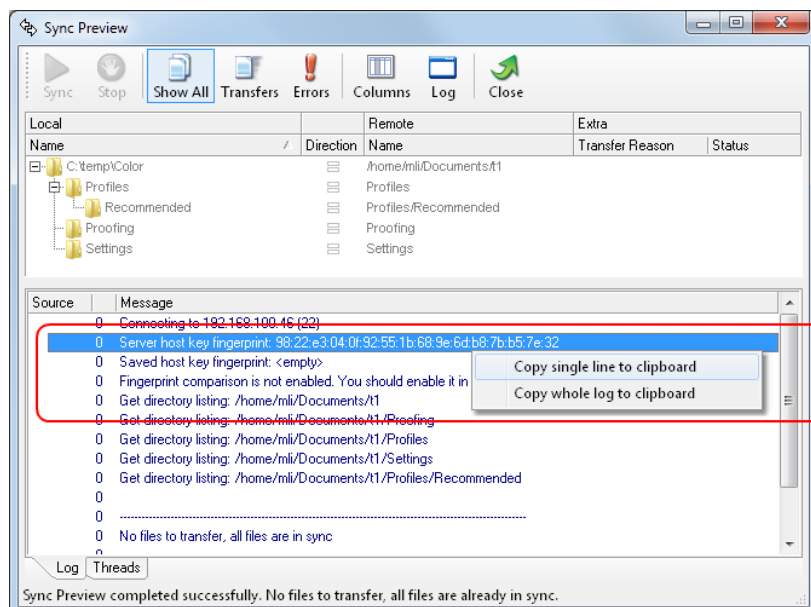 Sync Preview
Sync Stop Show All Transfers Errors Columns Log Close
Local Remote Extra
Name Direction Name Transfer Reason Status
C:\temp\Color /home/mli/Documents/t1
Profiles Profiles
Recommended Profiles/Recommended
Proofing Proofing
Settings Settings
Source Message
0 Connecting to 192.168.100.46 (22)
0 Server host key fingerprint: 98:22:e3:04:0f:92:55:1b:68:9e:6d:b8:7b:b5:7e:32
0 Saved host key fingerprint: <empty>
Copy single line to clipboard
0 Fingerprint comparison is not enabled. You should enable it in
Copy whole log to clipboard
0 Get directory listing: /home/mli/Documents/t1
0 Get directory listing: /home/mli/Documents/t1/Proofing
0 Get directory listing: /home/mli/Documents/t1/Profiles
0 Get directory listing: /home/mli/Documents/t1/Settings
0 Get directory listing: /home/mli/Documents/t1/Profiles/Recommended
0
0 ----------------------------------------------------------------
0 No files to transfer, all files are in sync
0
Log Threads
Sync Preview completed successfully. No files to transfer, all files are already in sync.